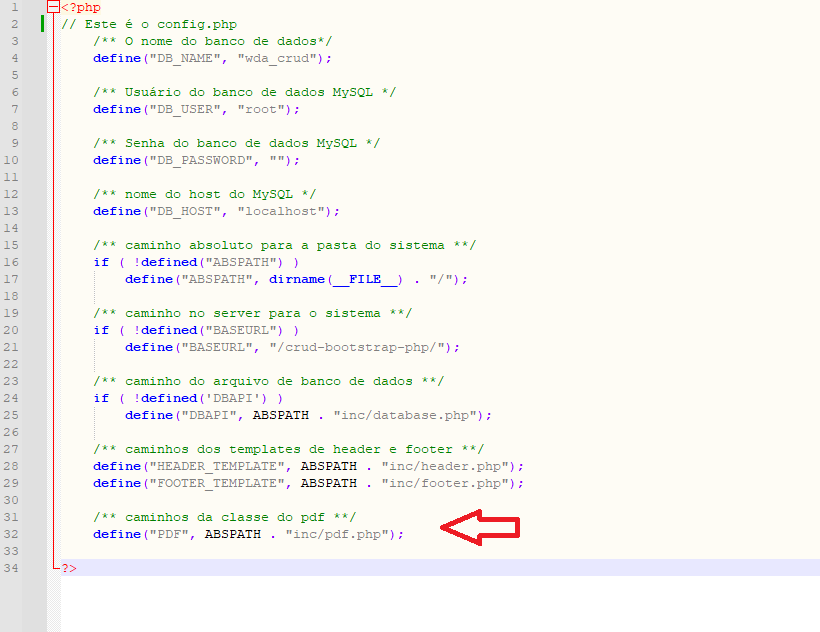 1 <?php
2 // Este é o config.php
3 /** O nome do banco de dados*/
4 define("DB_NAME", "wda_crud");
5
6 /** Usuário do banco de dados MySQL */
7 define("DB_USER", "root");
8
9 /** Senha do banco de dados MySQL */
10 define("DB_PASSWORD", "");
11
12 /** nome do host do MySQL */
13 define("DB_HOST", "localhost");
14
15 /** caminho absoluto para a pasta do sistema **/
16 if ( !defined("ABSPATH") )
17 define("ABSPATH", dirname(__FILE__) . "/");
18
19 /** caminho no server para o sistema **/
20 if ( !defined("BASEURL") )
21 define("BASEURL", "/crud-bootstrap-php/");
22
23 /** caminho do arquivo de banco de dados **/
24 if ( !defined('DBAPI') )
25 define("DBAPI", ABSPATH . "inc/database.php");
26
27 /** caminhos dos templates de header e footer **/
28 define("HEADER_TEMPLATE", ABSPATH . "inc/header.php");
29 define("FOOTER_TEMPLATE", ABSPATH . "inc/footer.php");
30
31 /** caminhos da classe do pdf **/
32 define("PDF", ABSPATH . "inc/pdf.php");
33
34 ?>